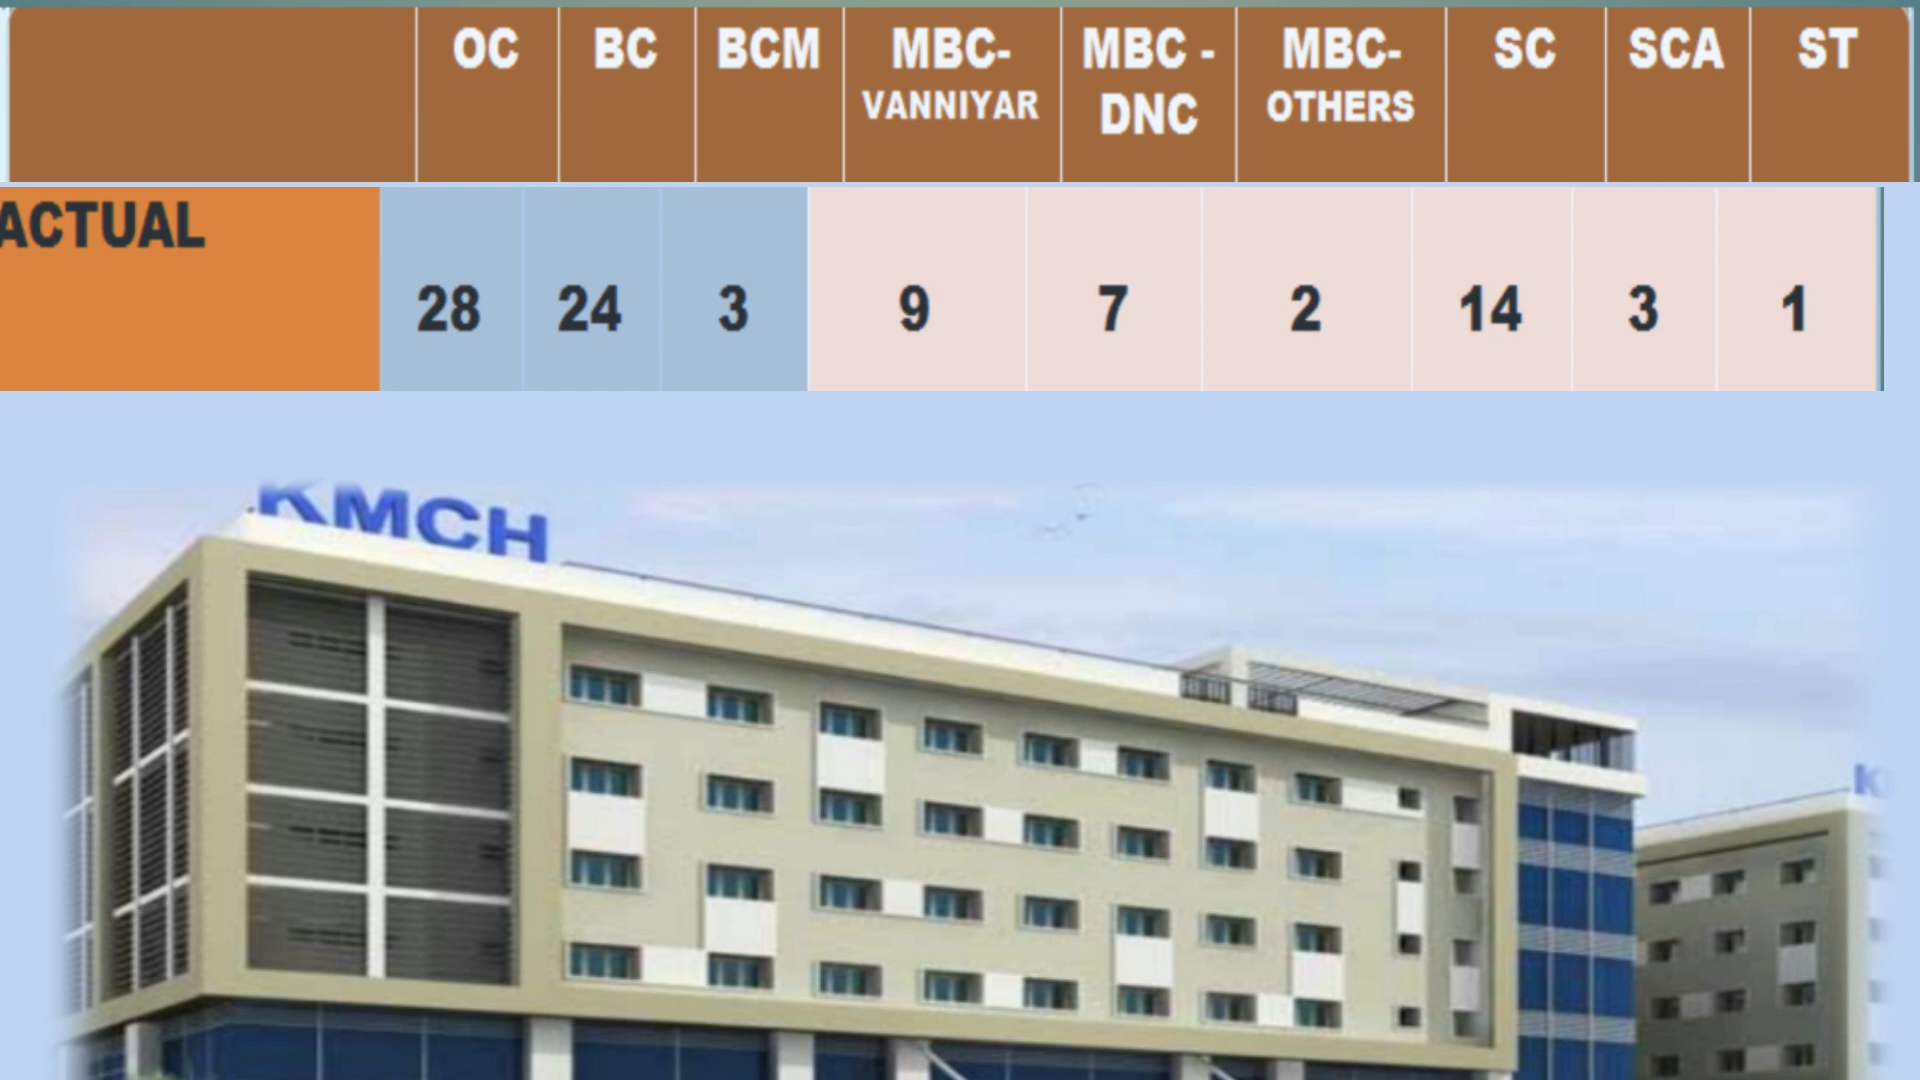 OC BC BCM MBC- MBC - MBC- SC SCA ST
VANNIYAR DNC OTHERS
ACTUAL
28 24 3 9 7 2 14 3 1
KMCH